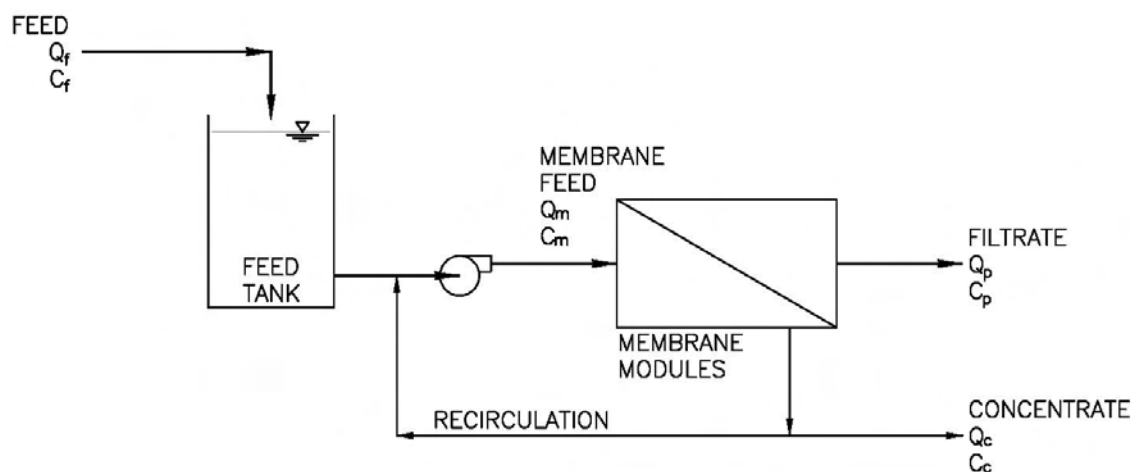 FEED
Qf
Cf
FEED
TANK
MEMBRANE
FEED
Qm
Cm
MEMBRANE
MODULES
FILTRATE
Qp
Cp
RECIRCULATION
CONCENTRATE
Qc
Cc